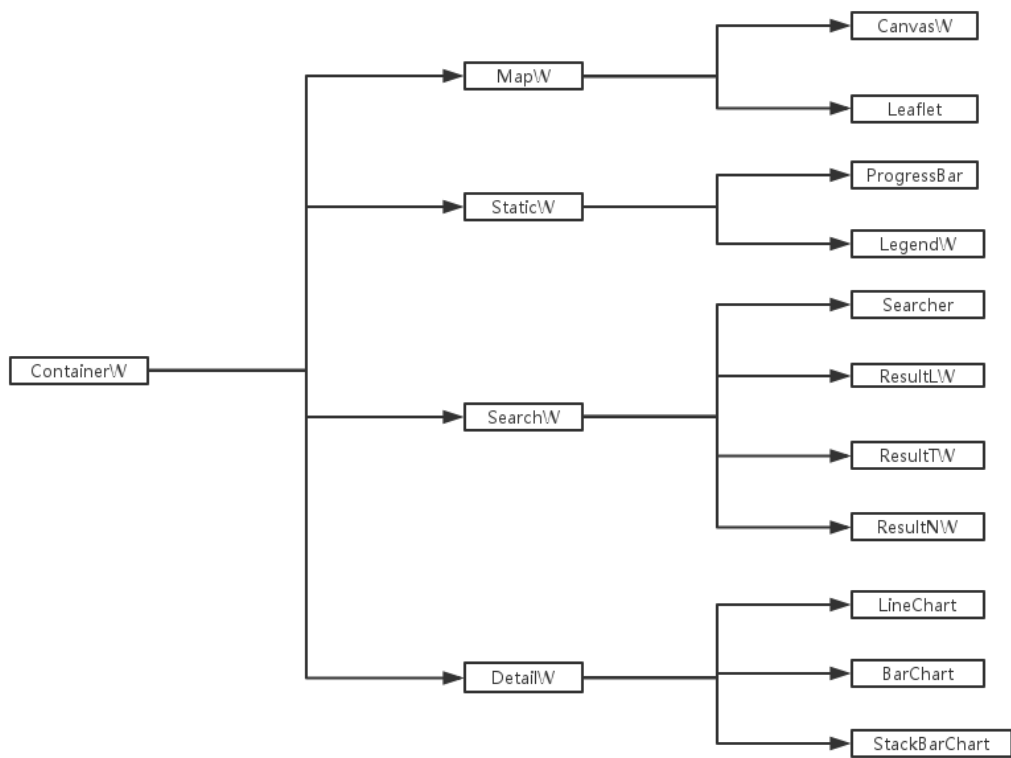 CanvasW
MapW
Leaflet
ProgressBar
StaticW
LegendW
Searcher
ContainerW
ResultLW
SearchW
ResultTW
ResultNW
LineChart
DetailW
BarChart
StackBarChart